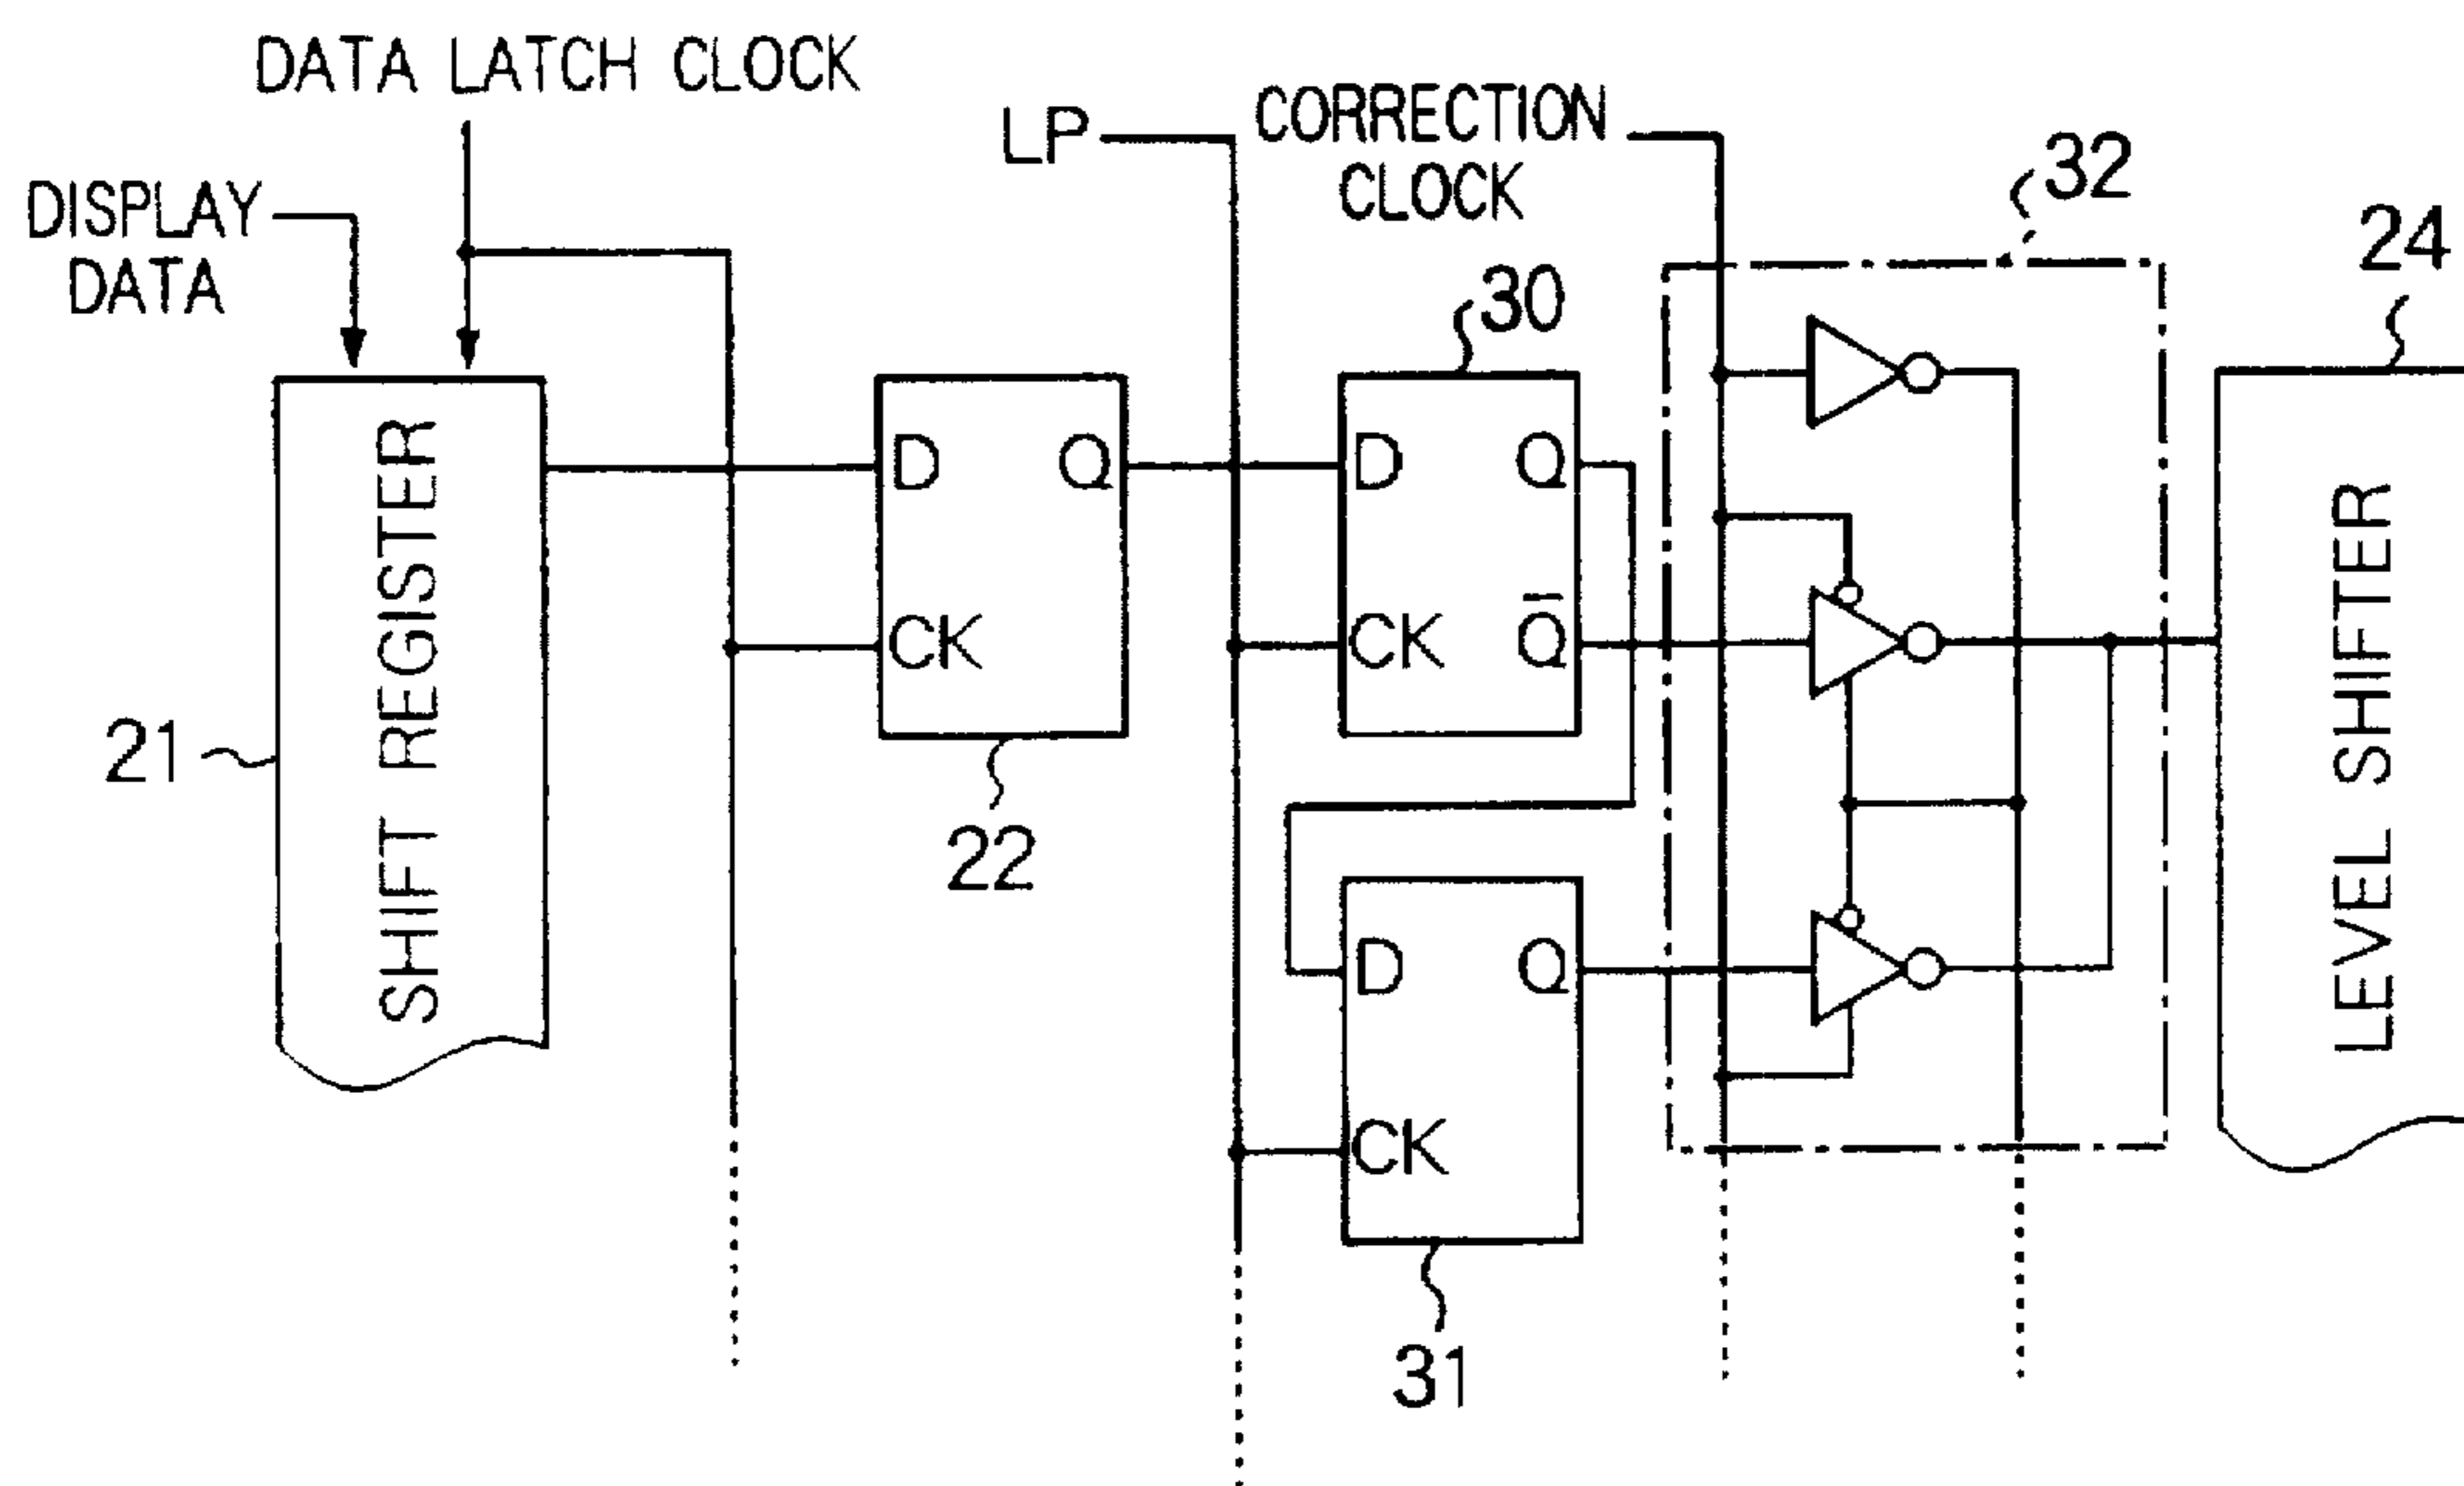 DATA LATCH CLOCK
DISPLAY
DATA
LP
CORRECTION
CLOCK
32
24
30
SHIFT REGISTER
D Q
CK
D Q
CK Q̅
LEVEL SHIFTER
21
22
D Q
CK
31